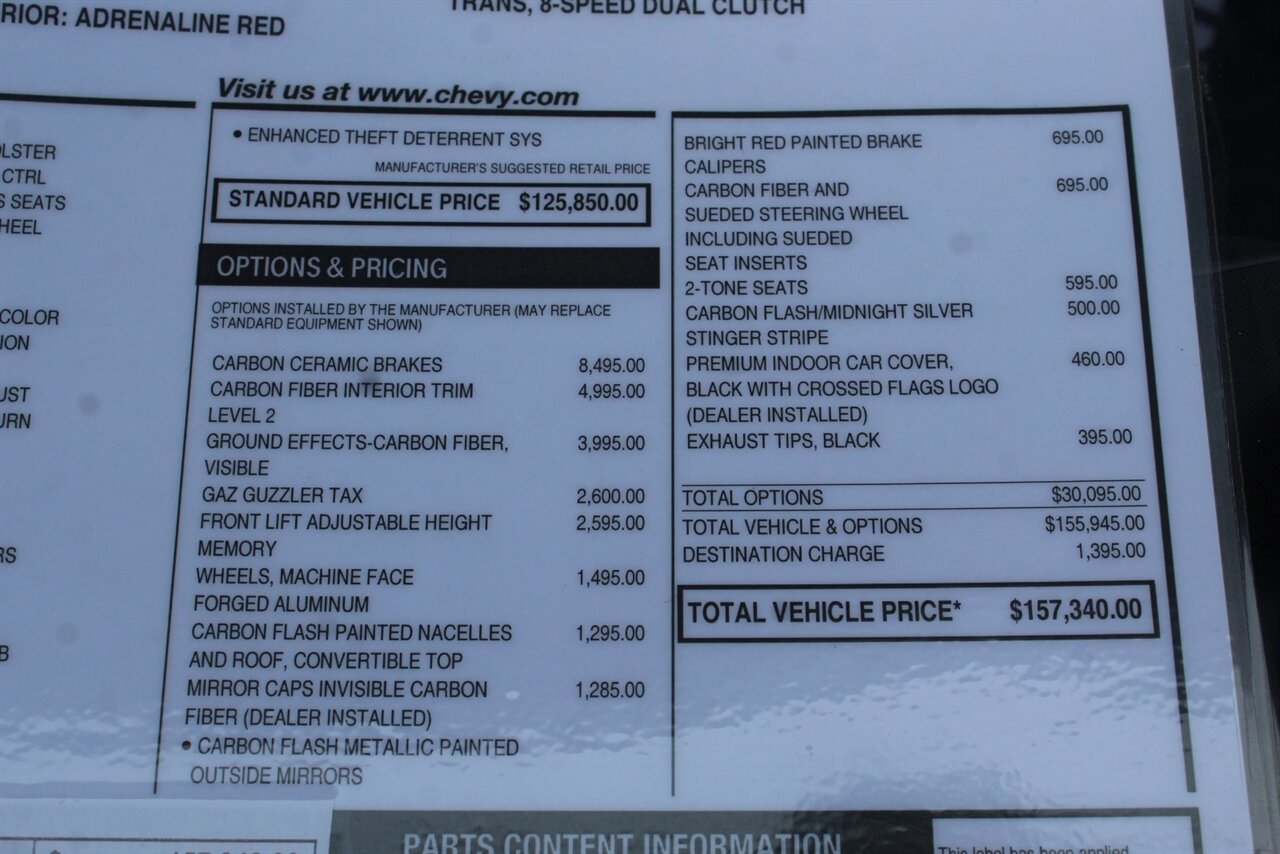 RIOR: ADRENALINE RED
TRANS, 8-SPEED DUAL CLUTCH
Visit us at www.chevy.com
OLSTER
CTRL
S SEATS
HEEL
COLOR
ION
UST
URN
RS
B
• ENHANCED THEFT DETERRENT SYS
MANUFACTURER'S SUGGESTED RETAIL PRICE
STANDARD VEHICLE PRICE $125,850.00
OPTIONS & PRICING
OPTIONS INSTALLED BY THE MANUFACTURER (MAY REPLACE
STANDARD EQUIPMENT SHOWN)
CARBON CERAMIC BRAKES 8,495.00
CARBON FIBER INTERIOR TRIM 4,995.00
LEVEL 2
GROUND EFFECTS-CARBON FIBER, 3,995.00
VISIBLE
GAZ GUZZLER TAX 2,600.00
FRONT LIFT ADJUSTABLE HEIGHT 2,595.00
MEMORY
WHEELS, MACHINE FACE 1,495.00
FORGED ALUMINUM
CARBON FLASH PAINTED NACELLES 1,295.00
AND ROOF, CONVERTIBLE TOP
MIRROR CAPS INVISIBLE CARBON 1,285.00
FIBER (DEALER INSTALLED)
• CARBON FLASH METALLIC PAINTED
OUTSIDE MIRRORS
BRIGHT RED PAINTED BRAKE 695.00
CALIPERS
CARBON FIBER AND 695.00
SUEDED STEERING WHEEL
INCLUDING SUEDED
SEAT INSERTS
2-TONE SEATS 595.00
CARBON FLASH/MIDNIGHT SILVER 500.00
STINGER STRIPE
PREMIUM INDOOR CAR COVER, 460.00
BLACK WITH CROSSED FLAGS LOGO
(DEALER INSTALLED)
EXHAUST TIPS, BLACK 395.00
TOTAL OPTIONS $30,095.00
TOTAL VEHICLE & OPTIONS $155,945.00
DESTINATION CHARGE 1,395.00
TOTAL VEHICLE PRICE* $157,340.00
PARTS CONTENT INFORMATION
This label has been applied